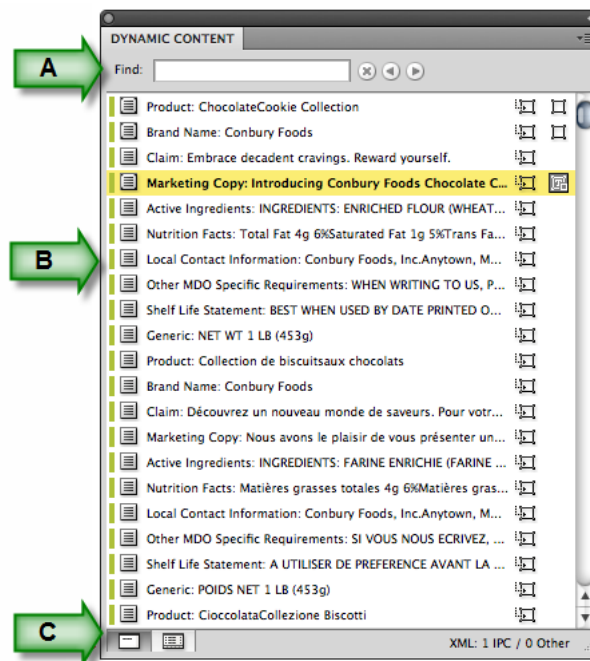 DYNAMIC CONTENT
A
Find:
Product: ChocolateCookie Collection
Brand Name: Conbury Foods
Claim: Embrace decadent cravings. Reward yourself.
Marketing Copy: Introducing Conbury Foods Chocolate C...
Active Ingredients: INGREDIENTS: ENRICHED FLOUR (WHEAT...
Nutrition Facts: Total Fat 4g 6%Saturated Fat 1g 5%Trans Fa...
B
Local Contact Information: Conbury Foods, Inc.Anytown, M...
Other MDO Specific Requirements: WHEN WRITING TO US, P...
Shelf Life Statement: BEST WHEN USED BY DATE PRINTED O...
Generic: NET WT 1 LB (453g)
Product: Collection de biscuitsaux chocolats
Brand Name: Conbury Foods
Claim: Découvrez un nouveau monde de saveurs. Pour votr...
Marketing Copy: Nous avons le plaisir de vous présenter un...
Active Ingredients: INGREDIENTS: FARINE ENRICHIE (FARINE ...
Nutrition Facts: Matières grasses totales 4g 6%Matières gras...
Local Contact Information: Conbury Foods, Inc.Anytown, M...
Other MDO Specific Requirements: SI VOUS NOUS ECRIVEZ, ...
Shelf Life Statement: A UTILISER DE PREFERENCE AVANT LA ...
Generic: POIDS NET 1 LB (453g)
Product: CioccolataCollezione Biscotti
C
XML: 1 IPC / 0 Other